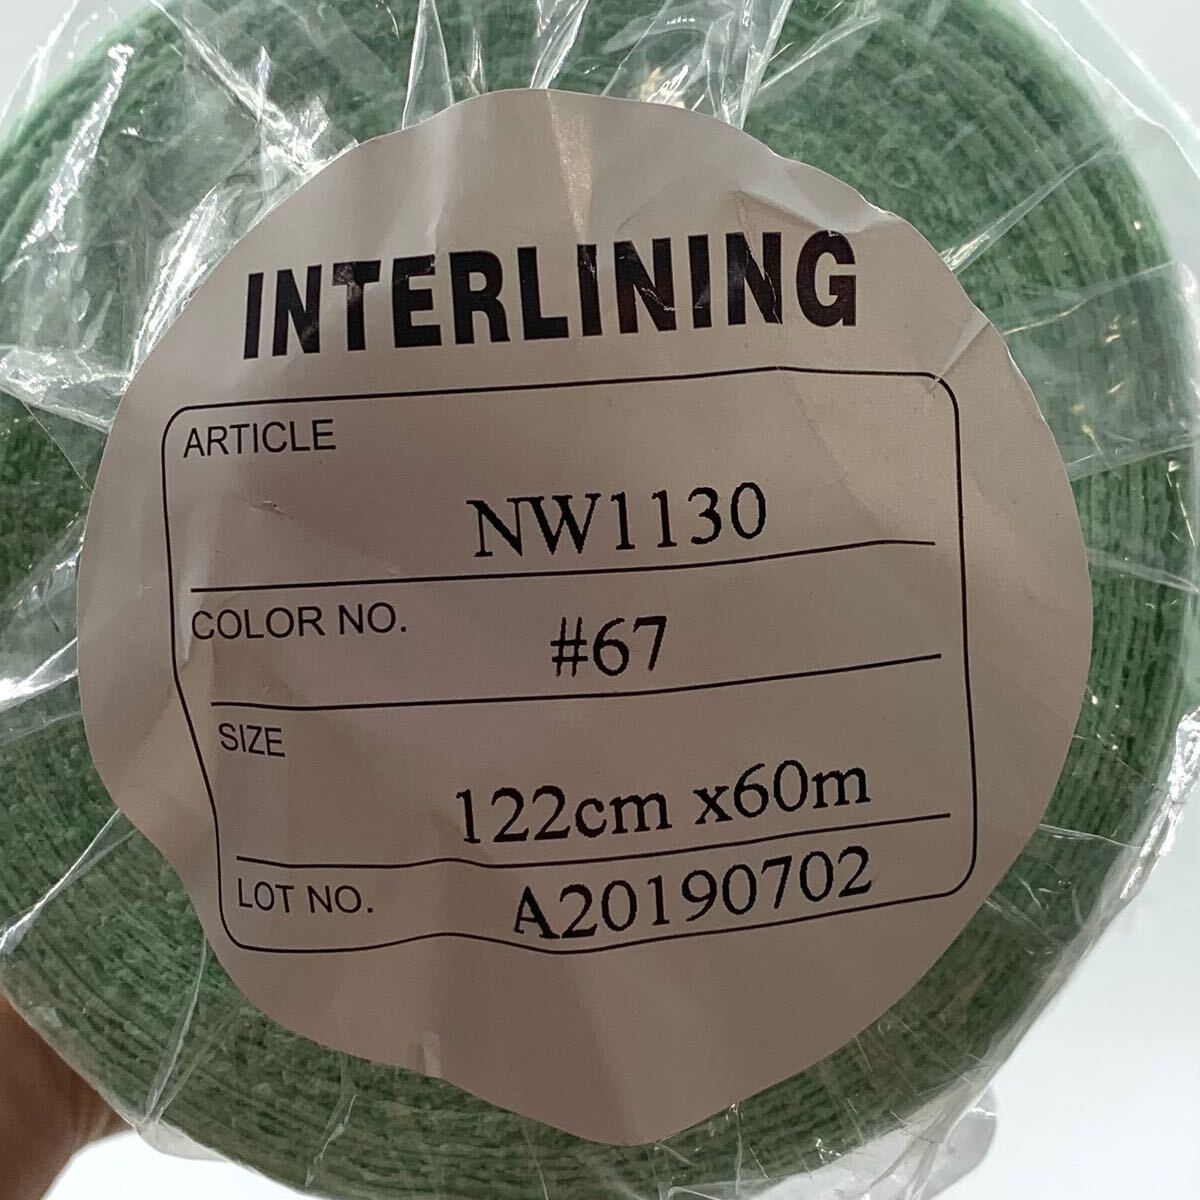 INTERLINING
ARTICLE
NW1130
COLOR NO.
#67
SIZE
122cm x60m
LOT NO.
A20190702